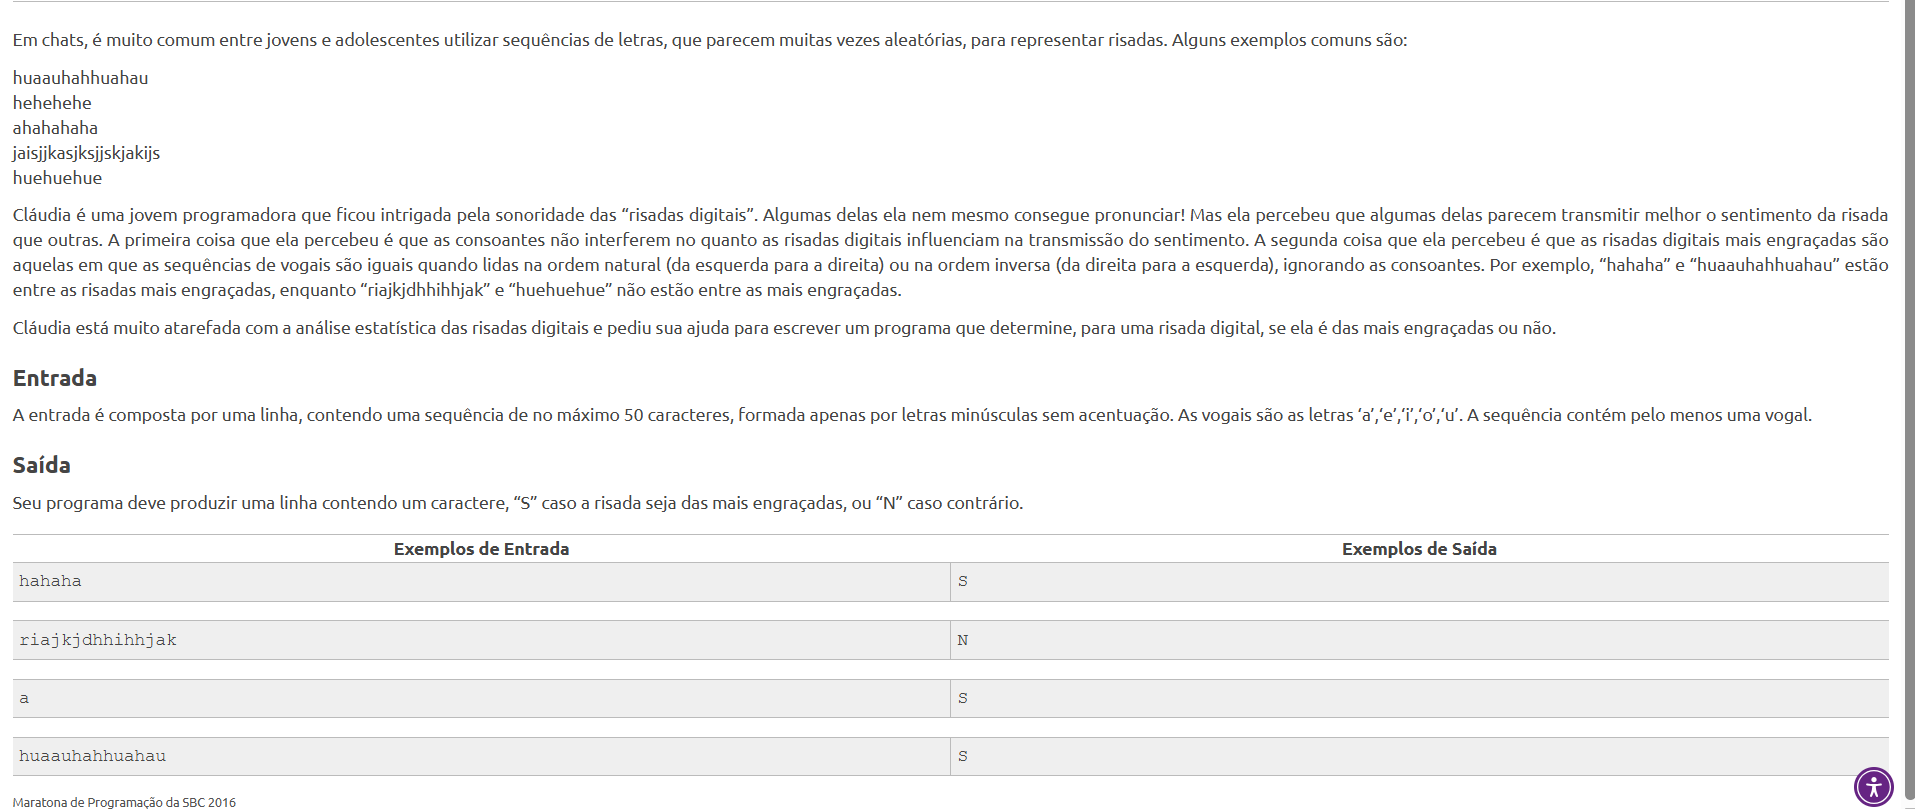 Em chats, é muito comum entre jovens e adolescentes utilizar sequências de letras, que parecem muitas vezes aleatórias, para representar risadas. Alguns exemplos comuns são:
huaauhahhuahau
hehehehe
ahahahaha
jaisjjkasjksjjskjakijs
huehuehue
Cláudia é uma jovem programadora que ficou intrigada pela sonoridade das “risadas digitais”. Algumas delas ela nem mesmo consegue pronunciar! Mas ela percebeu que algumas delas parecem transmitir melhor o sentimento da risada
que outras. A primeira coisa que ela percebeu é que as consoantes não interferem no quanto as risadas digitais influenciam na transmissão do sentimento. A segunda coisa que ela percebeu é que as risadas digitais mais engraçadas são
aquelas em que as sequências de vogais são iguais quando lidas na ordem natural (da esquerda para a direita) ou na ordem inversa (da direita para a esquerda), ignorando as consoantes. Por exemplo, “hahaha” e “huaauhahhuahau” estão
entre as risadas mais engraçadas, enquanto “riajkjdhhihhjak” e “huehuehue” não estão entre as mais engraçadas.
Cláudia está muito atarefada com a análise estatística das risadas digitais e pediu sua ajuda para escrever um programa que determine, para uma risada digital, se ela é das mais engraçadas ou não.
Entrada
A entrada é composta por uma linha, contendo uma sequência de no máximo 50 caracteres, formada apenas por letras minúsculas sem acentuação. As vogais são as letras ‘a’,‘e’,‘i’,‘o’,‘u’. A sequência contém pelo menos uma vogal.
Saída
Seu programa deve produzir uma linha contendo um caractere, “S” caso a risada seja das mais engraçadas, ou “N” caso contrário.
Exemplos de Entrada Exemplos de Saída
hahaha S
riajkjdhhihhjak N
a S
huaauhahhuahau S
Maratona de Programação da SBC 2016